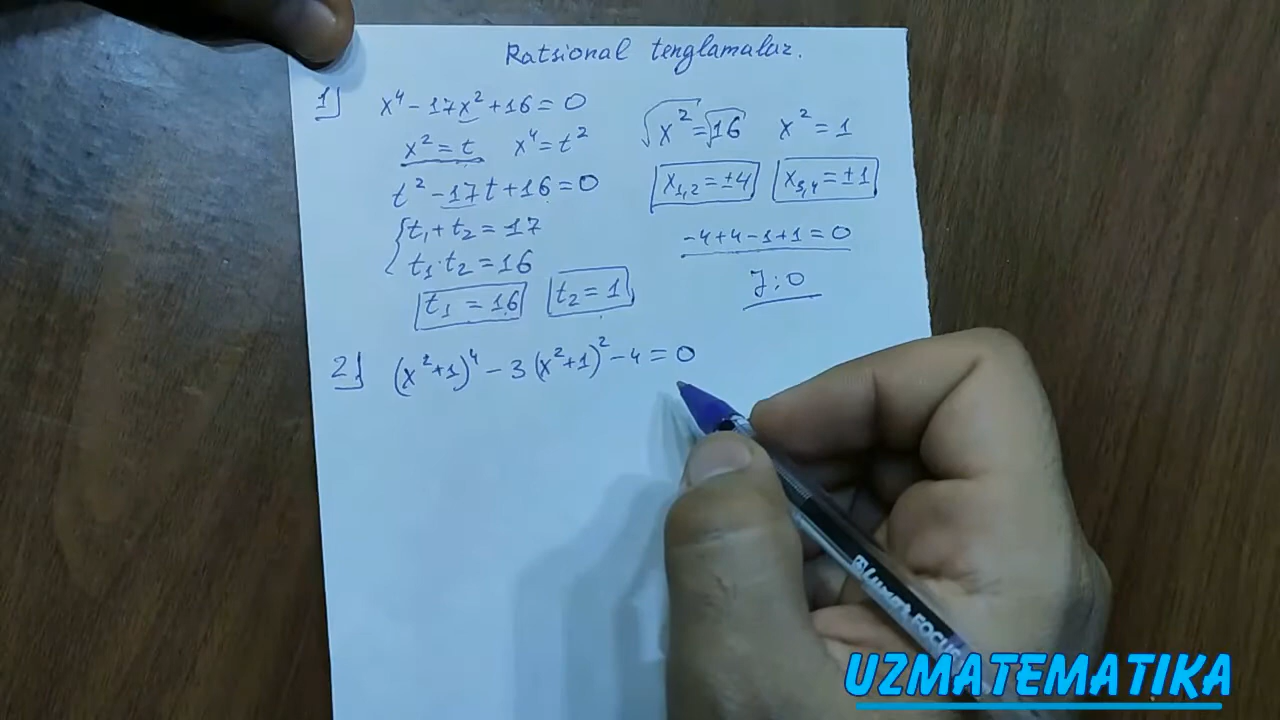 Ratsional tenglamalar.
1) x⁴ - 17x² + 16 = 0
x² = t x⁴ = t²
t² - 17t + 16 = 0
{t₁ + t₂ = 17
t₁ · t₂ = 16
t₁ = 16 t₂ = 1
√x² = √16 x² = 1
x₁,₂ = ±4 x₃,₄ = ±1
-4 + 4 - 1 + 1 = 0
J: 0
2) (x² + 1)⁴ - 3(x² + 1)² - 4 = 0
UZMATEMATIKA